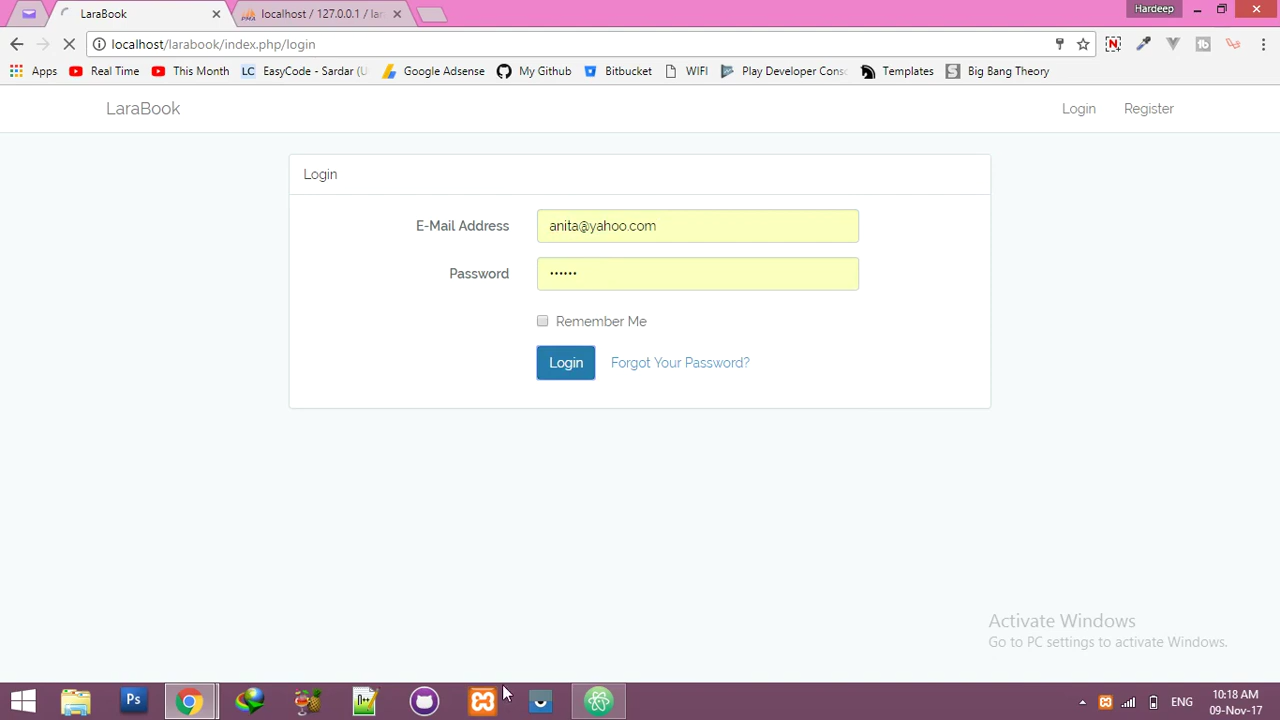 LaraBook
localhost / 127.0.0.1 / lar
Hardeep
localhost/larabook/index.php/login
Apps
Real Time
This Month
LC EasyCode - Sardar (U
Google Adsense
My Github
Bitbucket
WIFI
Play Developer Cons
Templates
S Big Bang Theory
LaraBook
Login
Register
Login
E-Mail Address
anita@yahoo.com
Password
••••••
Remember Me
Login
Forgot Your Password?
Activate Windows
Go to PC settings to activate Windows.
Ps
ENG
10:18 AM
09-Nov-17